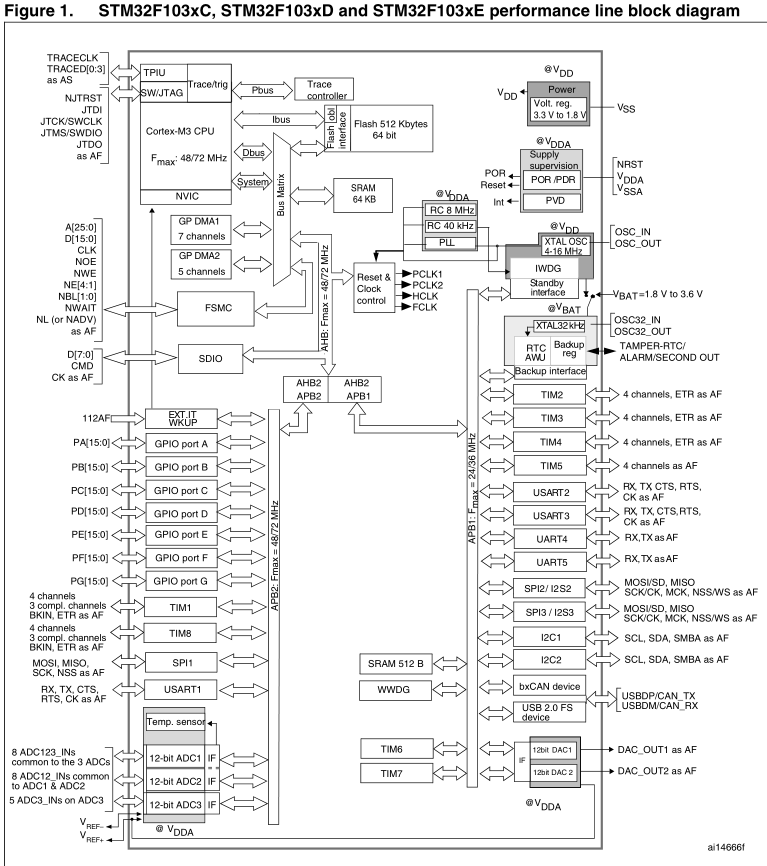 Figure 1. STM32F103xC, STM32F103xD and STM32F103xE performance line block diagram
TRACECLK
TRACED[0:3]
as AS
NJTRST
JTDI
JTCK/SWCLK
JTMS/SWDIO
JTDO
as AF
TPIU
Trace/trig
SW/JTAG
Cortex-M3 CPU
Fmax: 48/72 MHz
NVIC
Pbus
Trace
controller
Ibus
Flash obl
interface
Flash 512 Kbytes
64 bit
Dbus
System
Bus Matrix
SRAM
64 KB
@VDD
VDD
Power
Volt. reg.
3.3 V to 1.8 V
VSS
@VDDA
Supply
supervision
POR
Reset
Int
POR /PDR
PVD
NRST
VDDA
VSSA
@VDDA
RC 8 MHz
RC 40 kHz
PLL
@VDD
XTAL OSC
4-16 MHz
OSC_IN
OSC_OUT
IWDG
Standby
interface
VBAT=1.8 V to 3.6 V
@VBAT
XTAL32kHz
OSC32_IN
OSC32_OUT
RTC
AWU
Backup
reg
Backup interface
TAMPER-RTC/
ALARM/SECOND OUT
GP DMA1
7 channels
GP DMA2
5 channels
Reset &
Clock
control
PCLK1
PCLK2
HCLK
FCLK
AHB: Fmax = 48/72 MHz
A[25:0]
D[15:0]
CLK
NOE
NWE
NE[4:1]
NBL[1:0]
NWAIT
NL (or NADV)
as AF
FSMC
D[7:0]
CMD
CK as AF
SDIO
AHB2
APB2
AHB2
APB1
112AF
EXT.IT
WKUP
PA[15:0]
GPIO port A
PB[15:0]
GPIO port B
PC[15:0]
GPIO port C
PD[15:0]
GPIO port D
PE[15:0]
GPIO port E
PF[15:0]
GPIO port F
PG[15:0]
GPIO port G
4 channels
3 compl. channels
BKIN, ETR as AF
TIM1
4 channels
3 compl. channels
BKIN, ETR as AF
TIM8
MOSI, MISO,
SCK, NSS as AF
SPI1
RX, TX, CTS,
RTS, CK as AF
USART1
APB2: Fmax = 48/72 MHz
Temp. sensor
8 ADC123_INs
common to the 3 ADCs
12-bit ADC1
IF
8 ADC12_INs common
to ADC1 & ADC2
12-bit ADC2
IF
5 ADC3_INs on ADC3
12-bit ADC3
IF
VREF–
VREF+
@ VDDA
APB1: Fmax = 24/36 MHz
TIM2
4 channels, ETR as AF
TIM3
4 channels, ETR as AF
TIM4
4 channels, ETR as AF
TIM5
4 channels as AF
USART2
RX, TX, CTS, RTS,
CK as AF
USART3
RX, TX, CTS,RTS,
CK as AF
UART4
RX,TX as AF
UART5
RX,TX as AF
SPI2/ I2S2
MOSI/SD, MISO
SCK/CK, MCK, NSS/WS as AF
SPI3 / I2S3
MOSI/SD, MISO
SCK/CK, MCK, NSS/WS as AF
I2C1
SCL, SDA, SMBA as AF
I2C2
SCL, SDA, SMBA as AF
SRAM 512 B
WWDG
bxCAN device
USB 2.0 FS
device
USBDP/CAN_TX
USBDM/CAN_RX
TIM6
TIM7
IF
12bit DAC1
DAC_OUT1 as AF
12bit DAC 2
DAC_OUT2 as AF
@VDDA
ai14666f